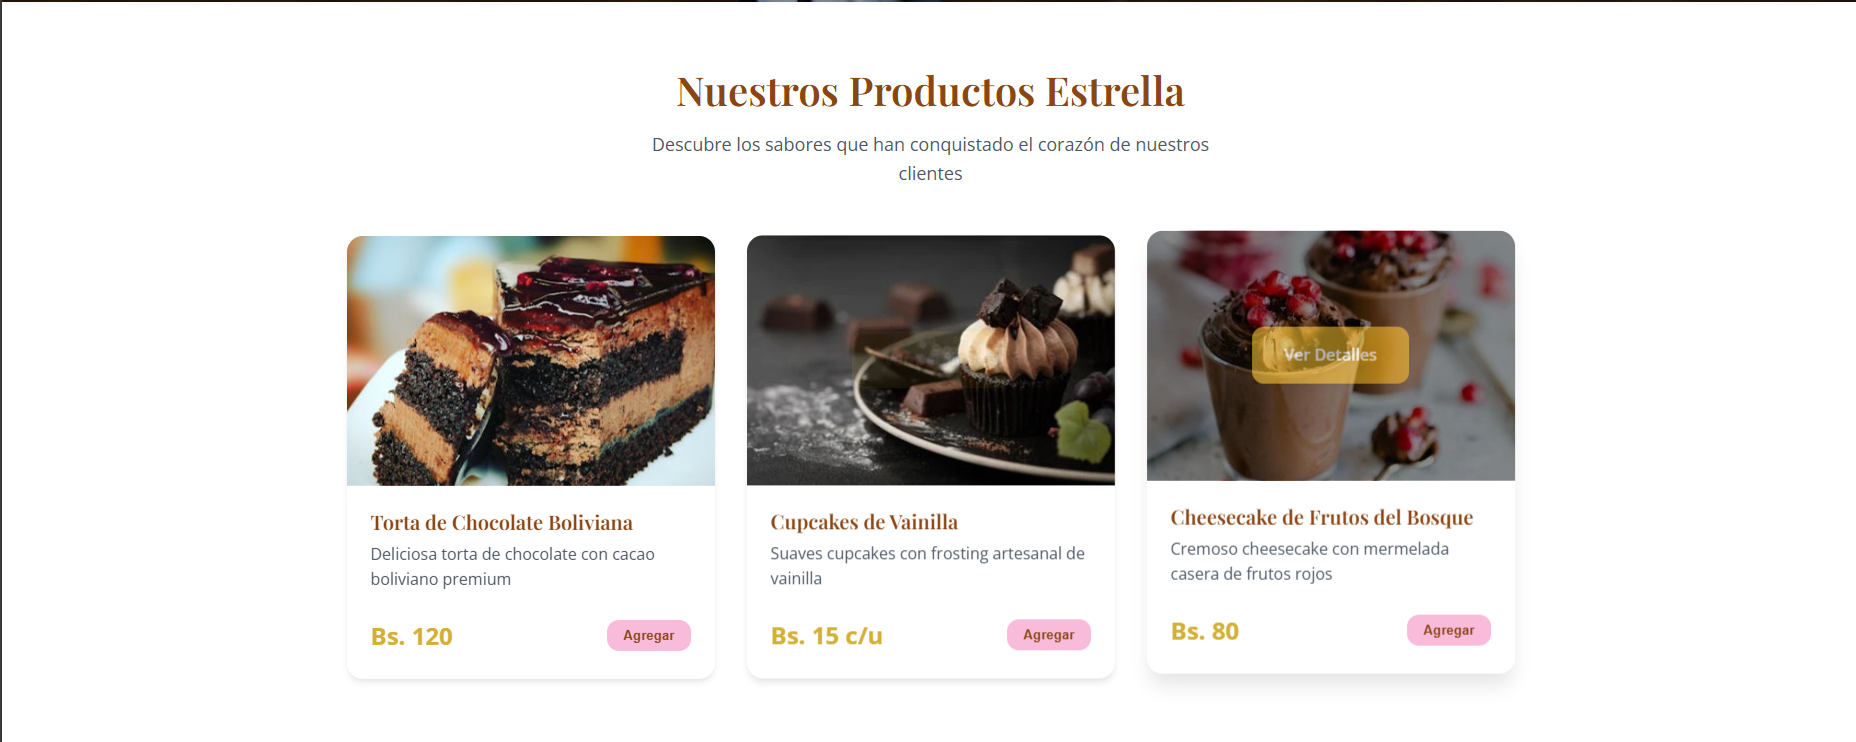 Nuestros Productos Estrella
Descubre los sabores que han conquistado el corazón de nuestros
clientes
Ver Detalles
Torta de Chocolate Boliviana
Deliciosa torta de chocolate con cacao
boliviano premium
Bs. 120
Agregar
Cupcakes de Vainilla
Suaves cupcakes con frosting artesanal de
vainilla
Bs. 15 c/u
Agregar
Cheesecake de Frutos del Bosque
Cremoso cheesecake con mermelada
casera de frutos rojos
Bs. 80
Agregar